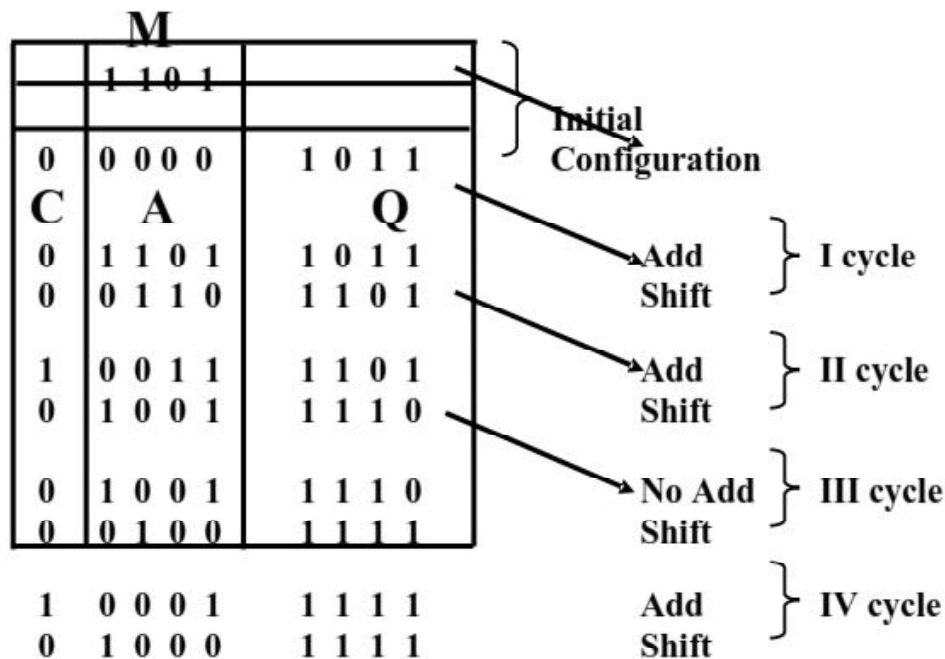 M
1 1 0 1
Initial
0 0 0 0 0 1 0 1 1 Configuration
C A Q
0 1 1 0 1 1 0 1 1 Add I cycle
0 0 1 1 0 1 1 0 1 Shift
1 0 0 1 1 1 1 0 1 Add II cycle
0 1 0 0 1 1 1 1 0 Shift
0 1 0 0 1 1 1 1 0 No Add III cycle
0 0 1 0 0 1 1 1 1 Shift
1 0 0 0 1 1 1 1 1 Add IV cycle
0 1 0 0 0 1 1 1 1 Shift